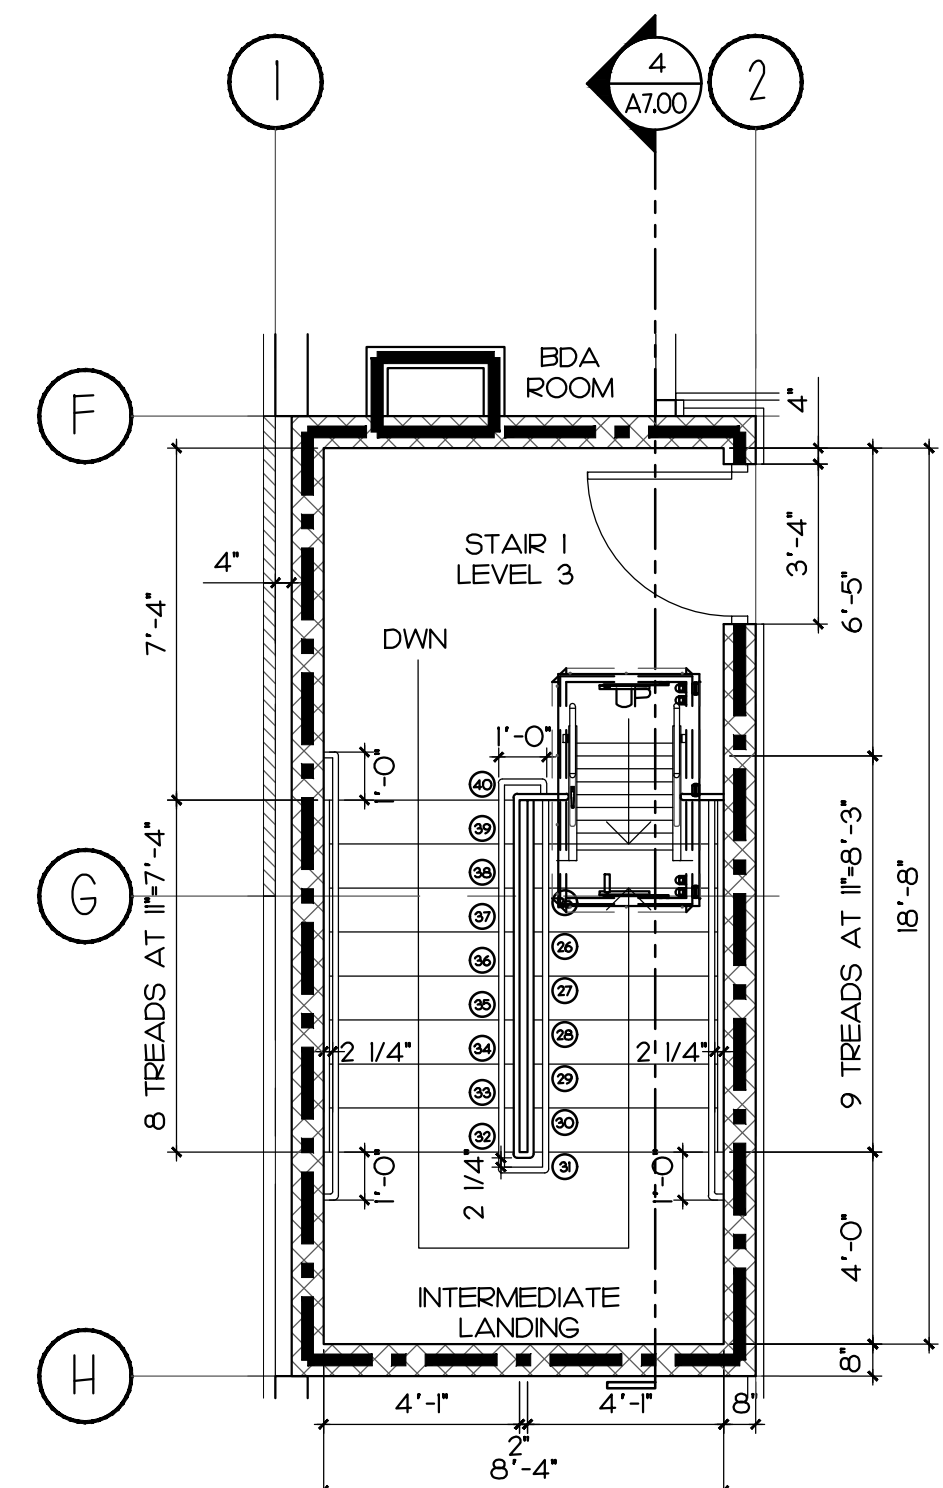 1
4
A7.00
2
BDA
ROOM
F
4"
STAIR 1
LEVEL 3
4"
3'-4"
6'-5"
7'-4"
DWN
1'-0"
1'-0"
40
39
38
37
36
35
34
33
32
26
27
28
29
30
31
G
8 TREADS AT 11"=7'-4"
9 TREADS AT 11"=8'-3"
18'-8"
2 1/4"
2 1/4"
2 1/4"
1'-0"
1'-0"
4'-0"
INTERMEDIATE
LANDING
H
8"
4'-1"
4'-1"
8"
2"
8'-4"